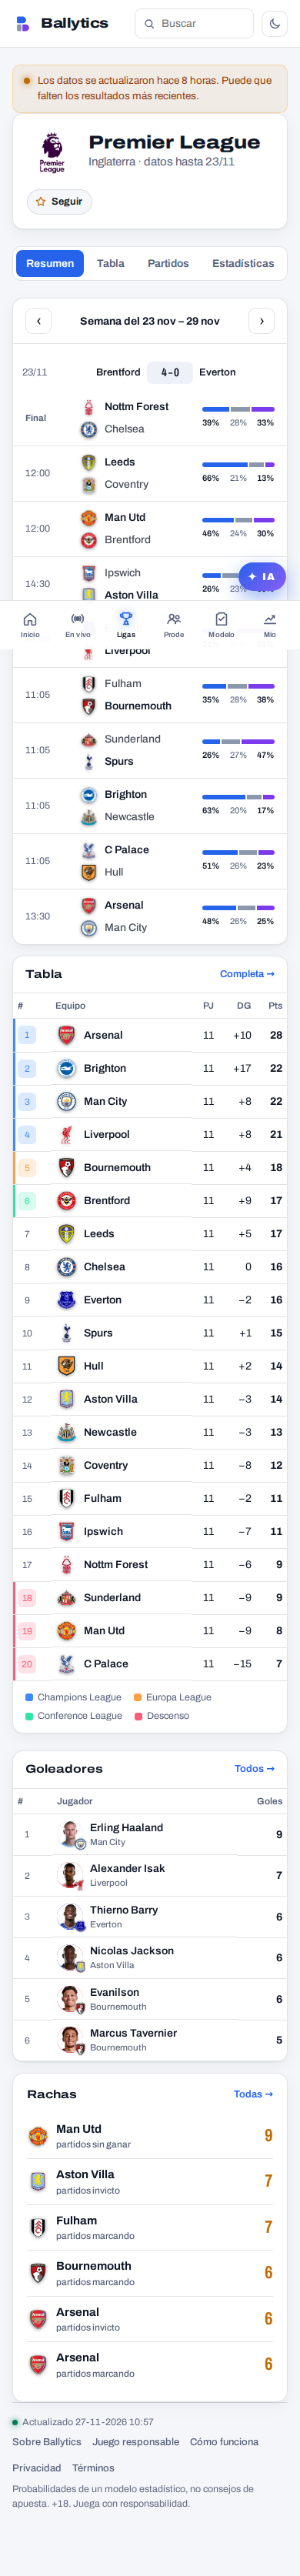 Ballytics
Buscar
Los datos se actualizaron hace 8 horas. Puede que
falten los resultados más recientes.
Premier League
Inglaterra · datos hasta 23/11
Premier
League
Seguir
Resumen Tabla Partidos Estadísticas
‹ Semana del 23 nov – 29 nov ›
23/11 Brentford 4-0 Everton
Final
Nottm Forest
Chelsea
39% 28% 33%
12:00
Leeds
Coventry
66% 21% 13%
12:00
Man Utd
Brentford
46% 24% 30%
14:30
Ipswich
Aston Villa
26% 23%
✦ IA
Inicio En vivo Ligas Prode Modelo Mío
Liverpool
11:05
Fulham
Bournemouth
35% 28% 38%
11:05
Sunderland
Spurs
26% 27% 47%
11:05
Brighton
Newcastle
63% 20% 17%
11:05
C Palace
Hull
51% 26% 23%
13:30
Arsenal
Man City
48% 26% 25%
Tabla Completa →
# Equipo PJ DG Pts
1 Arsenal 11 +10 28
2 Brighton 11 +17 22
3 Man City 11 +8 22
4 Liverpool 11 +8 21
5 Bournemouth 11 +4 18
6 Brentford 11 +9 17
7 Leeds 11 +5 17
8 Chelsea 11 0 16
9 Everton 11 −2 16
10 Spurs 11 +1 15
11 Hull 11 +2 14
12 Aston Villa 11 −3 14
13 Newcastle 11 −3 13
14 Coventry 11 −8 12
15 Fulham 11 −2 11
16 Ipswich 11 −7 11
17 Nottm Forest 11 −6 9
18 Sunderland 11 −9 9
19 Man Utd 11 −9 8
20 C Palace 11 −15 7
Champions League Europa League
Conference League Descenso
Goleadores Todos →
# Jugador Goles
1 Erling Haaland 9
Man City
2 Alexander Isak 7
Liverpool
3 Thierno Barry 6
Everton
4 Nicolas Jackson 6
Aston Villa
5 Evanilson 6
Bournemouth
6 Marcus Tavernier 5
Bournemouth
Rachas Todas →
Man Utd 9
partidos sin ganar
Aston Villa 7
partidos invicto
Fulham 7
partidos marcando
Bournemouth 6
partidos marcando
Arsenal 6
partidos invicto
Arsenal 6
partidos marcando
Actualizado 27-11-2026 10:57
Sobre Ballytics Juego responsable Cómo funciona
Privacidad Términos
Probabilidades de un modelo estadístico, no consejos de
apuesta. +18. Juega con responsabilidad.